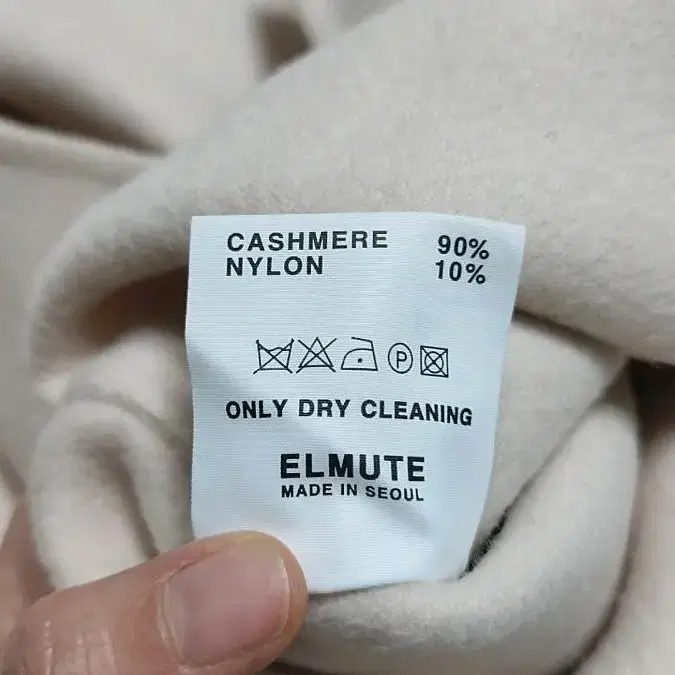 CASHMERE 90%
NYLON 10%
P
ONLY DRY CLEANING
ELMUTE
MADE IN SEOUL